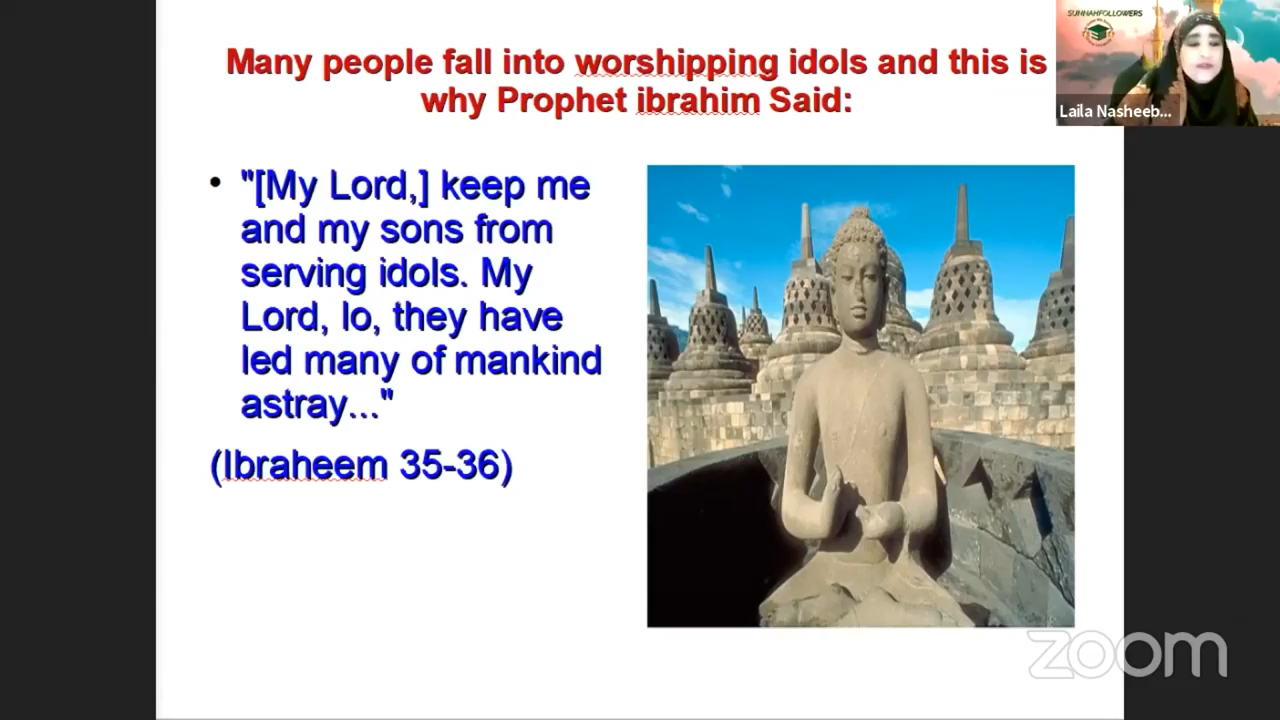 Many people fall into worshipping idols and this is
why Prophet ibrahim Said:
SUNNAHFOLLOWERS
Laila Nasheeb...
• "[My Lord,] keep me
and my sons from
serving idols. My
Lord, lo, they have
led many of mankind
astray..."
(Ibraheem 35-36)
zoom